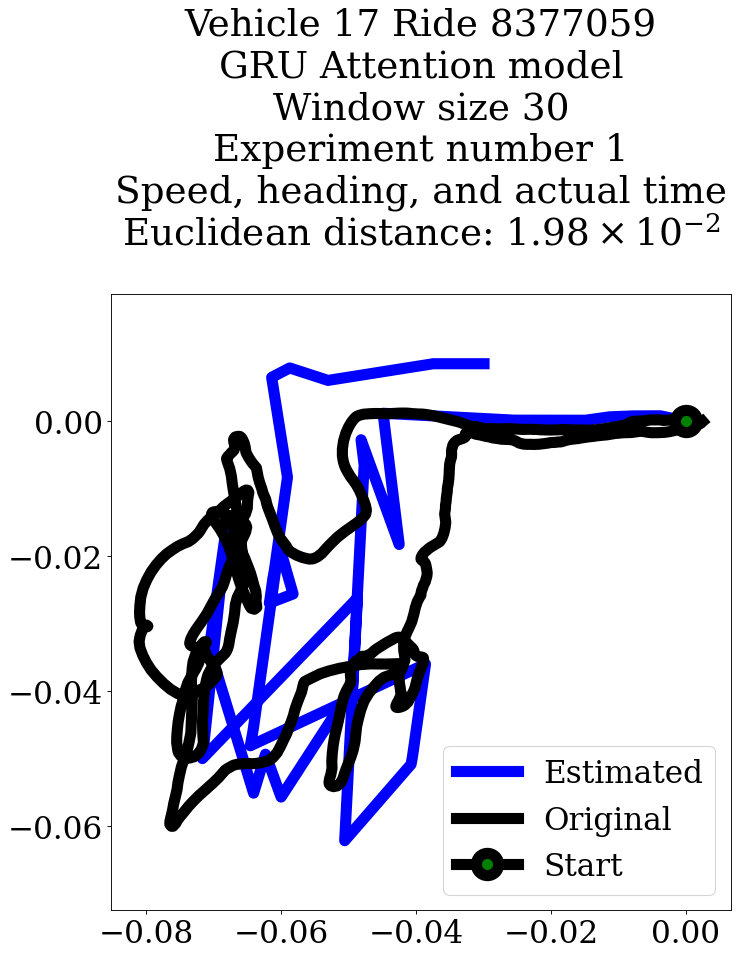 Vehicle 17 Ride 8377059
GRU Attention model
Window size 30
Experiment number 1
Speed, heading, and actual time
Euclidean distance: 1.98 × 10⁻²
0.00
−0.02
−0.04
−0.06
Estimated
Original
Start
−0.08 −0.06 −0.04 −0.02 0.00